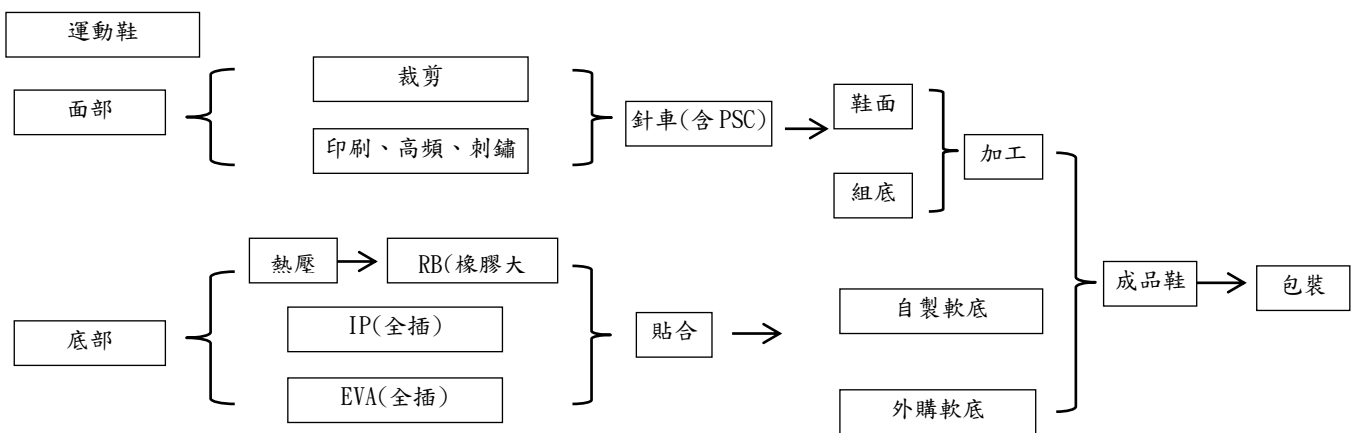 運動鞋
面部
裁剪
印刷、高頻、刺鏽
針車(含PSC)
鞋面
組底
加工
底部
熱壓
RB(橡膠大
IP(全插)
EVA(全插)
貼合
自製軟底
外購軟底
成品鞋
包裝